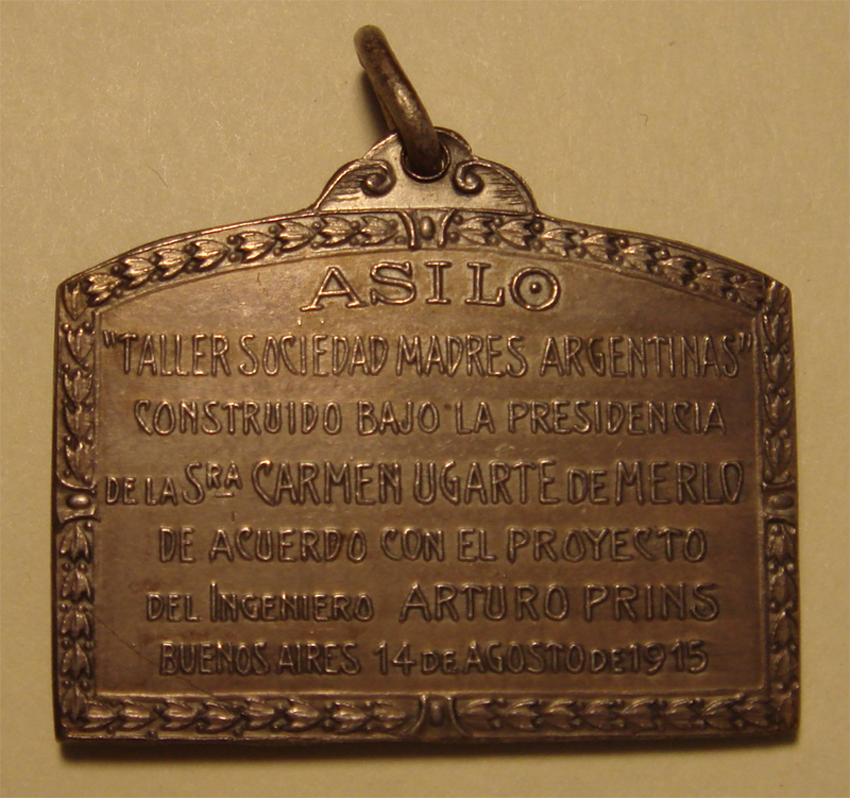 ASILO
"TALLER SOCIEDAD MADRES ARGENTINAS"
CONSTRUIDO BAJO LA PRESIDENCIA
DE LA SRA CARMEN UGARTE DE MERLO
DE ACUERDO CON EL PROYECTO
DEL INGENIERO ARTURO PRINS
BUENOS AIRES 14 DE AGOSTO DE 1915